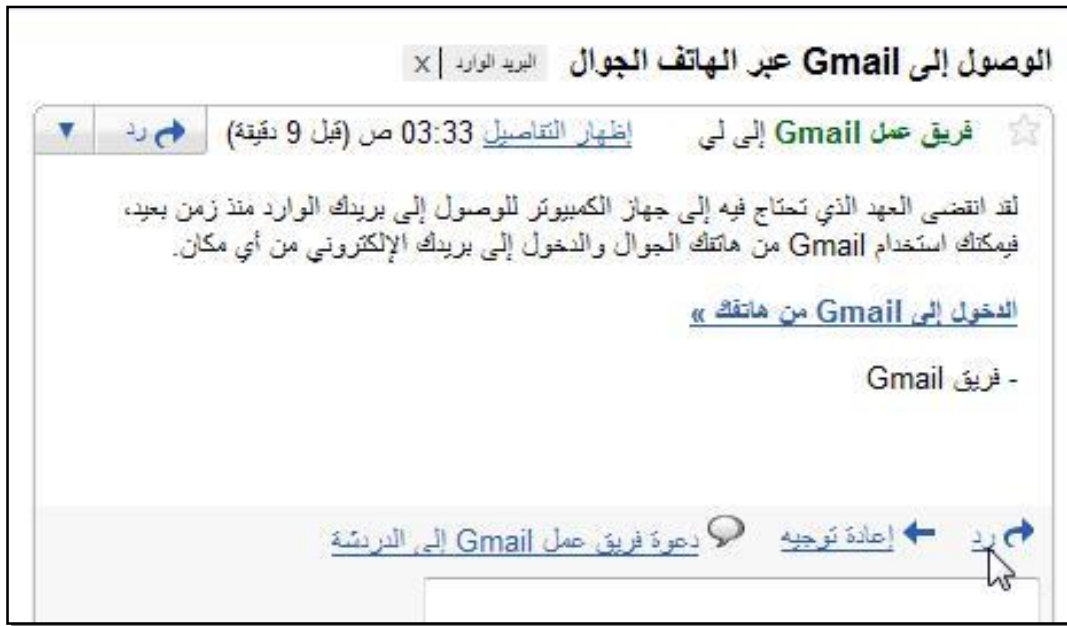 الوصول إلى Gmail عبر الهاتف الجوال البريد الوارد | x
فريق عمل Gmail إلى لي إظهار التفاصيل 03:33 ص (قبل 9 دقيقة) رد
لقد انقضى العهد الذي تحتاج فيه إلى جهاز الكمبيوتر للوصول إلى بريدك الوارد منذ زمن بعيد،
فيمكنك استخدام Gmail من هاتفك الجوال والدخول إلى بريدك الإلكتروني من أي مكان.
الدخول إلى Gmail من هاتفك »
- فريق Gmail
رد إعادة توجيه دعوة فريق عمل Gmail إلى الدردشة